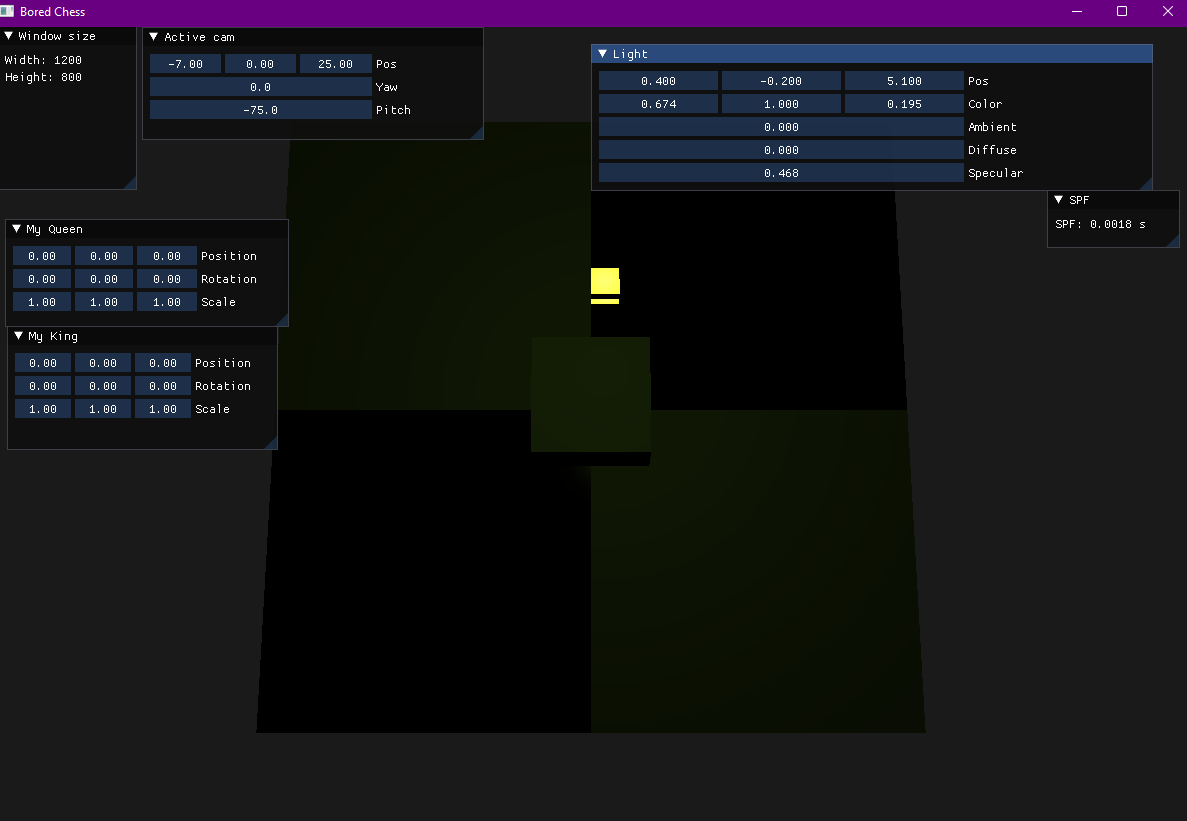 Bored Chess
Window size
Width: 1200
Height: 800
Active cam
-7.00 0.00 25.00 Pos
0.0 Yaw
-75.0 Pitch
Light
0.400 -0.200 5.100 Pos
0.674 1.000 0.195 Color
0.000 Ambient
0.000 Diffuse
0.468 Specular
SPF
SPF: 0.0018 s
My Queen
0.00 0.00 0.00 Position
0.00 0.00 0.00 Rotation
1.00 1.00 1.00 Scale
My King
0.00 0.00 0.00 Position
0.00 0.00 0.00 Rotation
1.00 1.00 1.00 Scale